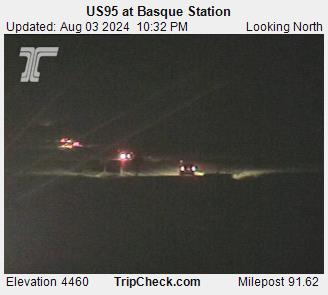 US95 at Basque Station
Updated: Aug 03 2024 10:32 PM Looking North
Elevation 4460 TripCheck.com Milepost 91.62